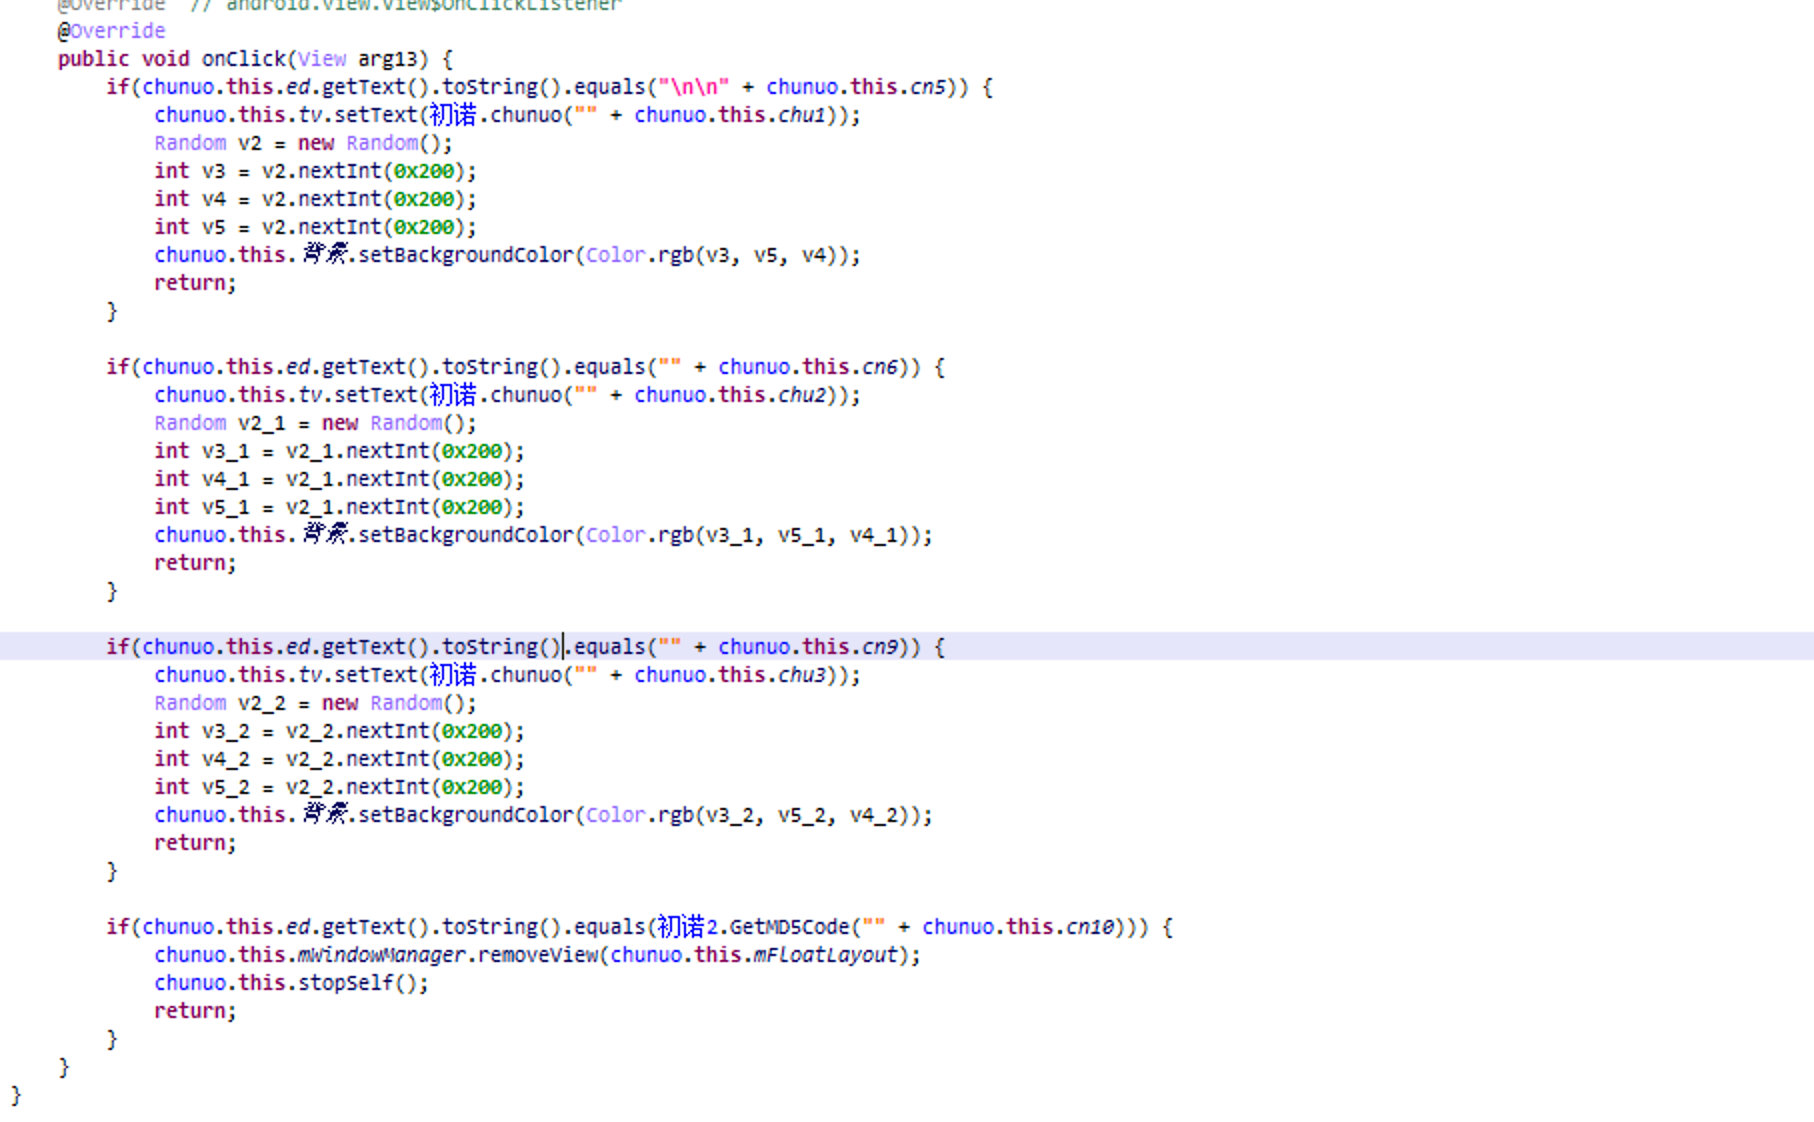 @Override // android.view.View$OnClickListener
@Override
public void onClick(View arg13) {
if(chunuo.this.ed.getText().toString().equals("\n\n" + chunuo.this.cn5)) {
chunuo.this.tv.setText(初诺.chunuo("" + chunuo.this.chu1));
Random v2 = new Random();
int v3 = v2.nextInt(0x200);
int v4 = v2.nextInt(0x200);
int v5 = v2.nextInt(0x200);
chunuo.this. .setBackgroundColor(Color.rgb(v3, v5, v4));
return;
}
if(chunuo.this.ed.getText().toString().equals("" + chunuo.this.cn6)) {
chunuo.this.tv.setText(初诺.chunuo("" + chunuo.this.chu2));
Random v2_1 = new Random();
int v3_1 = v2_1.nextInt(0x200);
int v4_1 = v2_1.nextInt(0x200);
int v5_1 = v2_1.nextInt(0x200);
chunuo.this. .setBackgroundColor(Color.rgb(v3_1, v5_1, v4_1));
return;
}
if(chunuo.this.ed.getText().toString().equals("" + chunuo.this.cn9)) {
chunuo.this.tv.setText(初诺.chunuo("" + chunuo.this.chu3));
Random v2_2 = new Random();
int v3_2 = v2_2.nextInt(0x200);
int v4_2 = v2_2.nextInt(0x200);
int v5_2 = v2_2.nextInt(0x200);
chunuo.this. .setBackgroundColor(Color.rgb(v3_2, v5_2, v4_2));
return;
}
if(chunuo.this.ed.getText().toString().equals(初诺2.GetMD5Code("" + chunuo.this.cn10))) {
chunuo.this.mWindowManager.removeView(chunuo.this.mFloatLayout);
chunuo.this.stopSelf();
return;
}
}
}